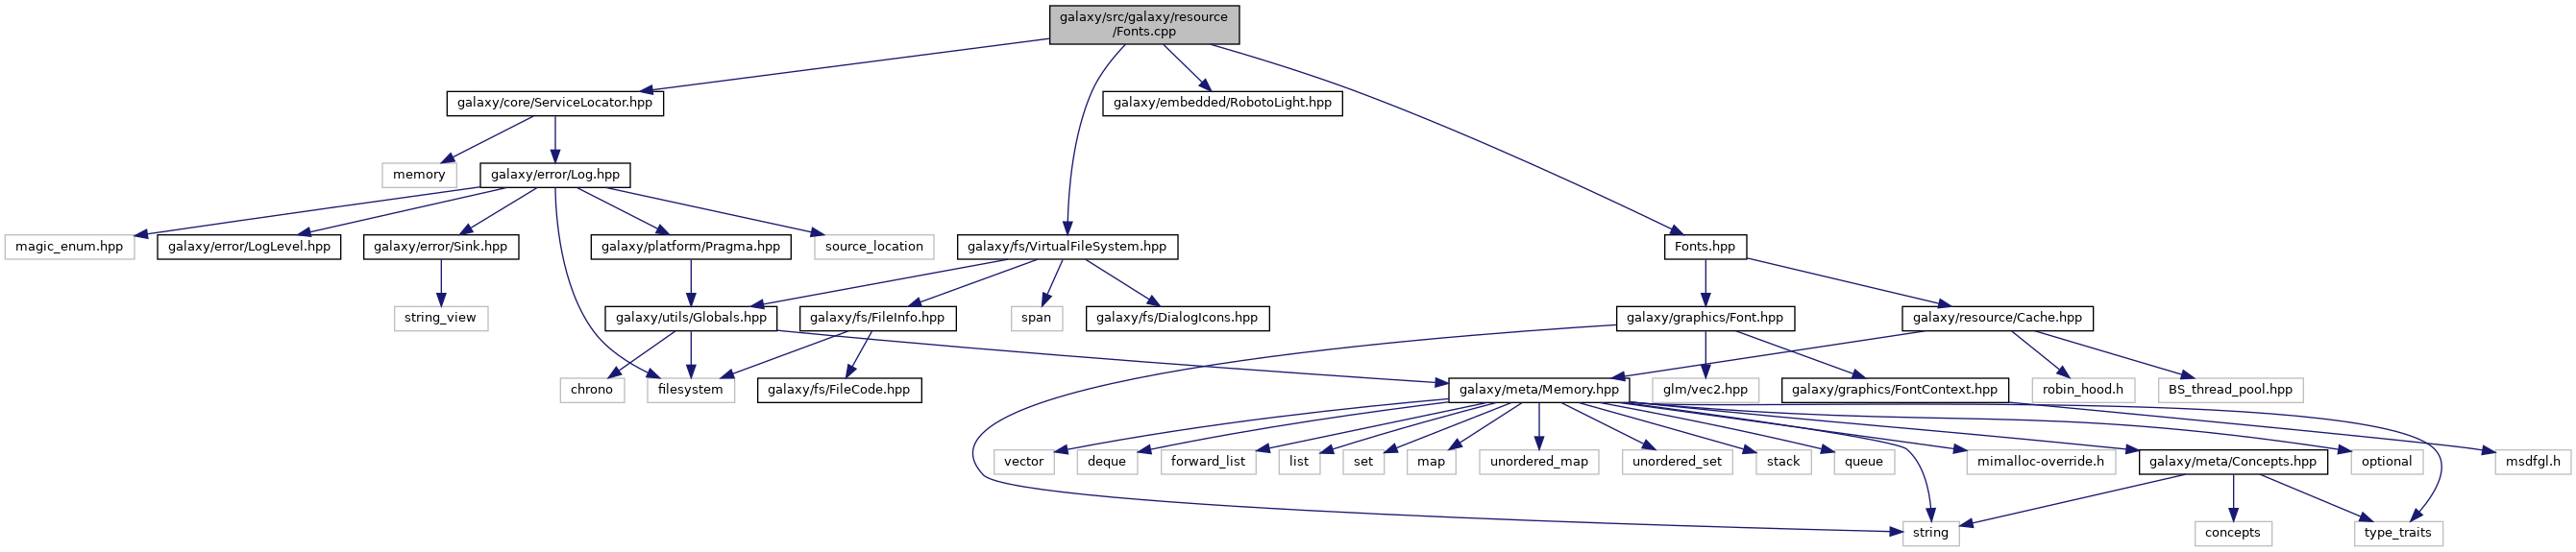 galaxy/src/galaxy/resource
/Fonts.cpp
galaxy/core/ServiceLocator.hpp
galaxy/embedded/RobotoLight.hpp
memory
galaxy/error/Log.hpp
magic_enum.hpp
galaxy/error/LogLevel.hpp
galaxy/error/Sink.hpp
galaxy/platform/Pragma.hpp
source_location
galaxy/fs/VirtualFileSystem.hpp
Fonts.hpp
string_view
galaxy/utils/Globals.hpp
galaxy/fs/FileInfo.hpp
span
galaxy/fs/DialogIcons.hpp
galaxy/graphics/Font.hpp
galaxy/resource/Cache.hpp
chrono
filesystem
galaxy/fs/FileCode.hpp
galaxy/meta/Memory.hpp
glm/vec2.hpp
galaxy/graphics/FontContext.hpp
robin_hood.h
BS_thread_pool.hpp
vector
deque
forward_list
list
set
map
unordered_map
unordered_set
stack
queue
mimalloc-override.h
galaxy/meta/Concepts.hpp
optional
msdfgl.h
string
concepts
type_traits